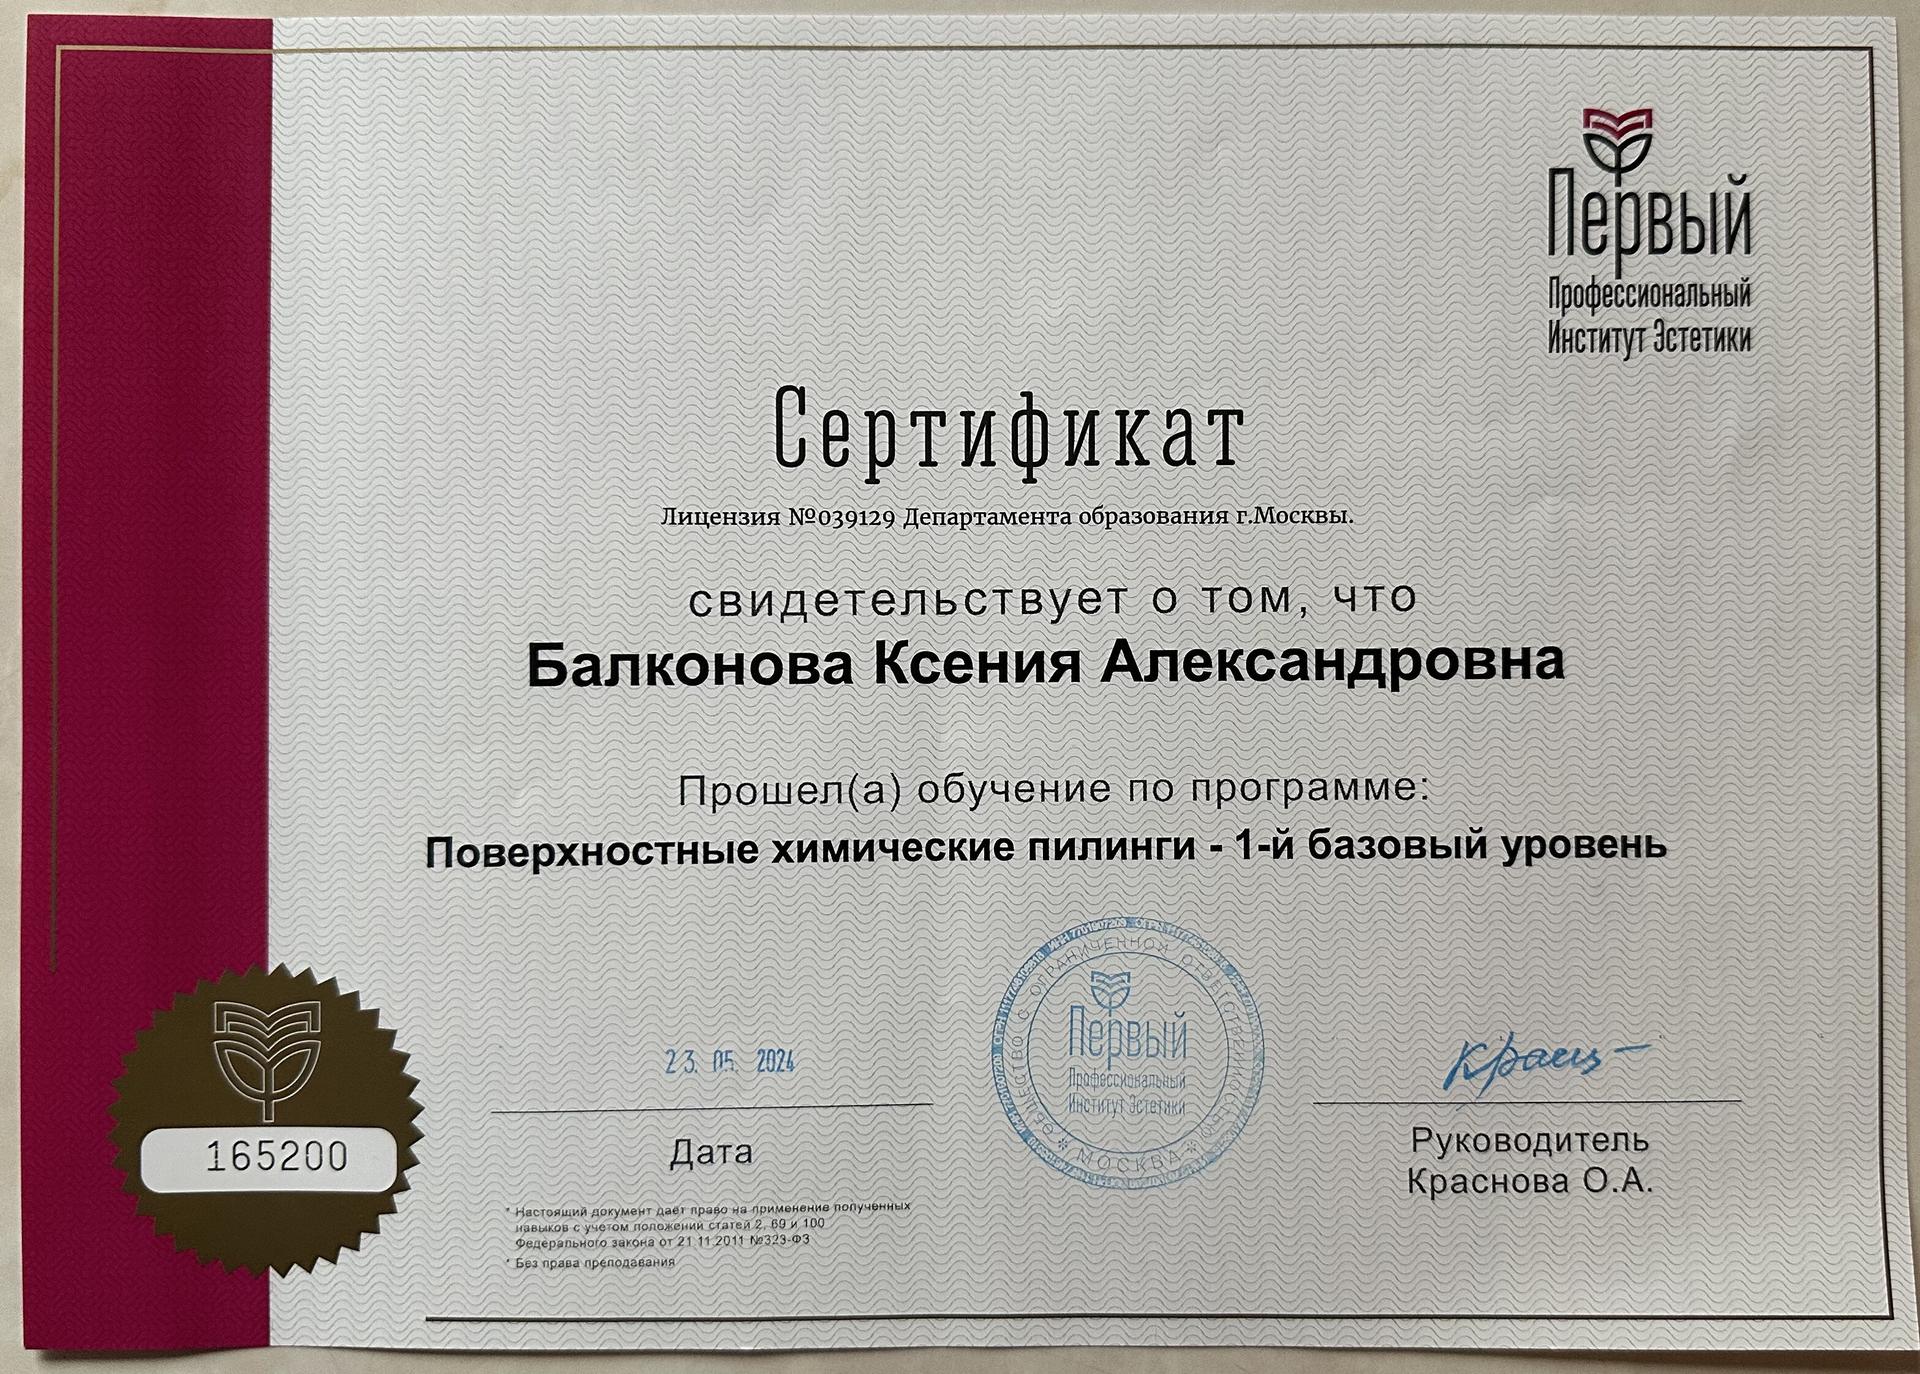 Первый
Профессиональный
Институт Эстетики
Сертификат
Лицензия №039129 Департамента образования г.Москвы.
свидетельствует о том, что
Балконова Ксения Александровна
Прошел(а) обучение по программе:
Поверхностные химические пилинги - 1-й базовый уровень
23. 05. 2024
Дата
ОБЩЕСТВО С ОГРАНИЧЕННОЙ ОТВЕТСТВЕННОСТЬЮ
Первый
Профессиональный
Институт Эстетики
* МОСКВА *
Руководитель
Краснова О.А.
165200
* Настоящий документ даёт право на применение полученных
навыков с учетом положений статей 2, 69 и 100
Федерального закона от 21.11.2011 №323-ФЗ
* Без права преподавания